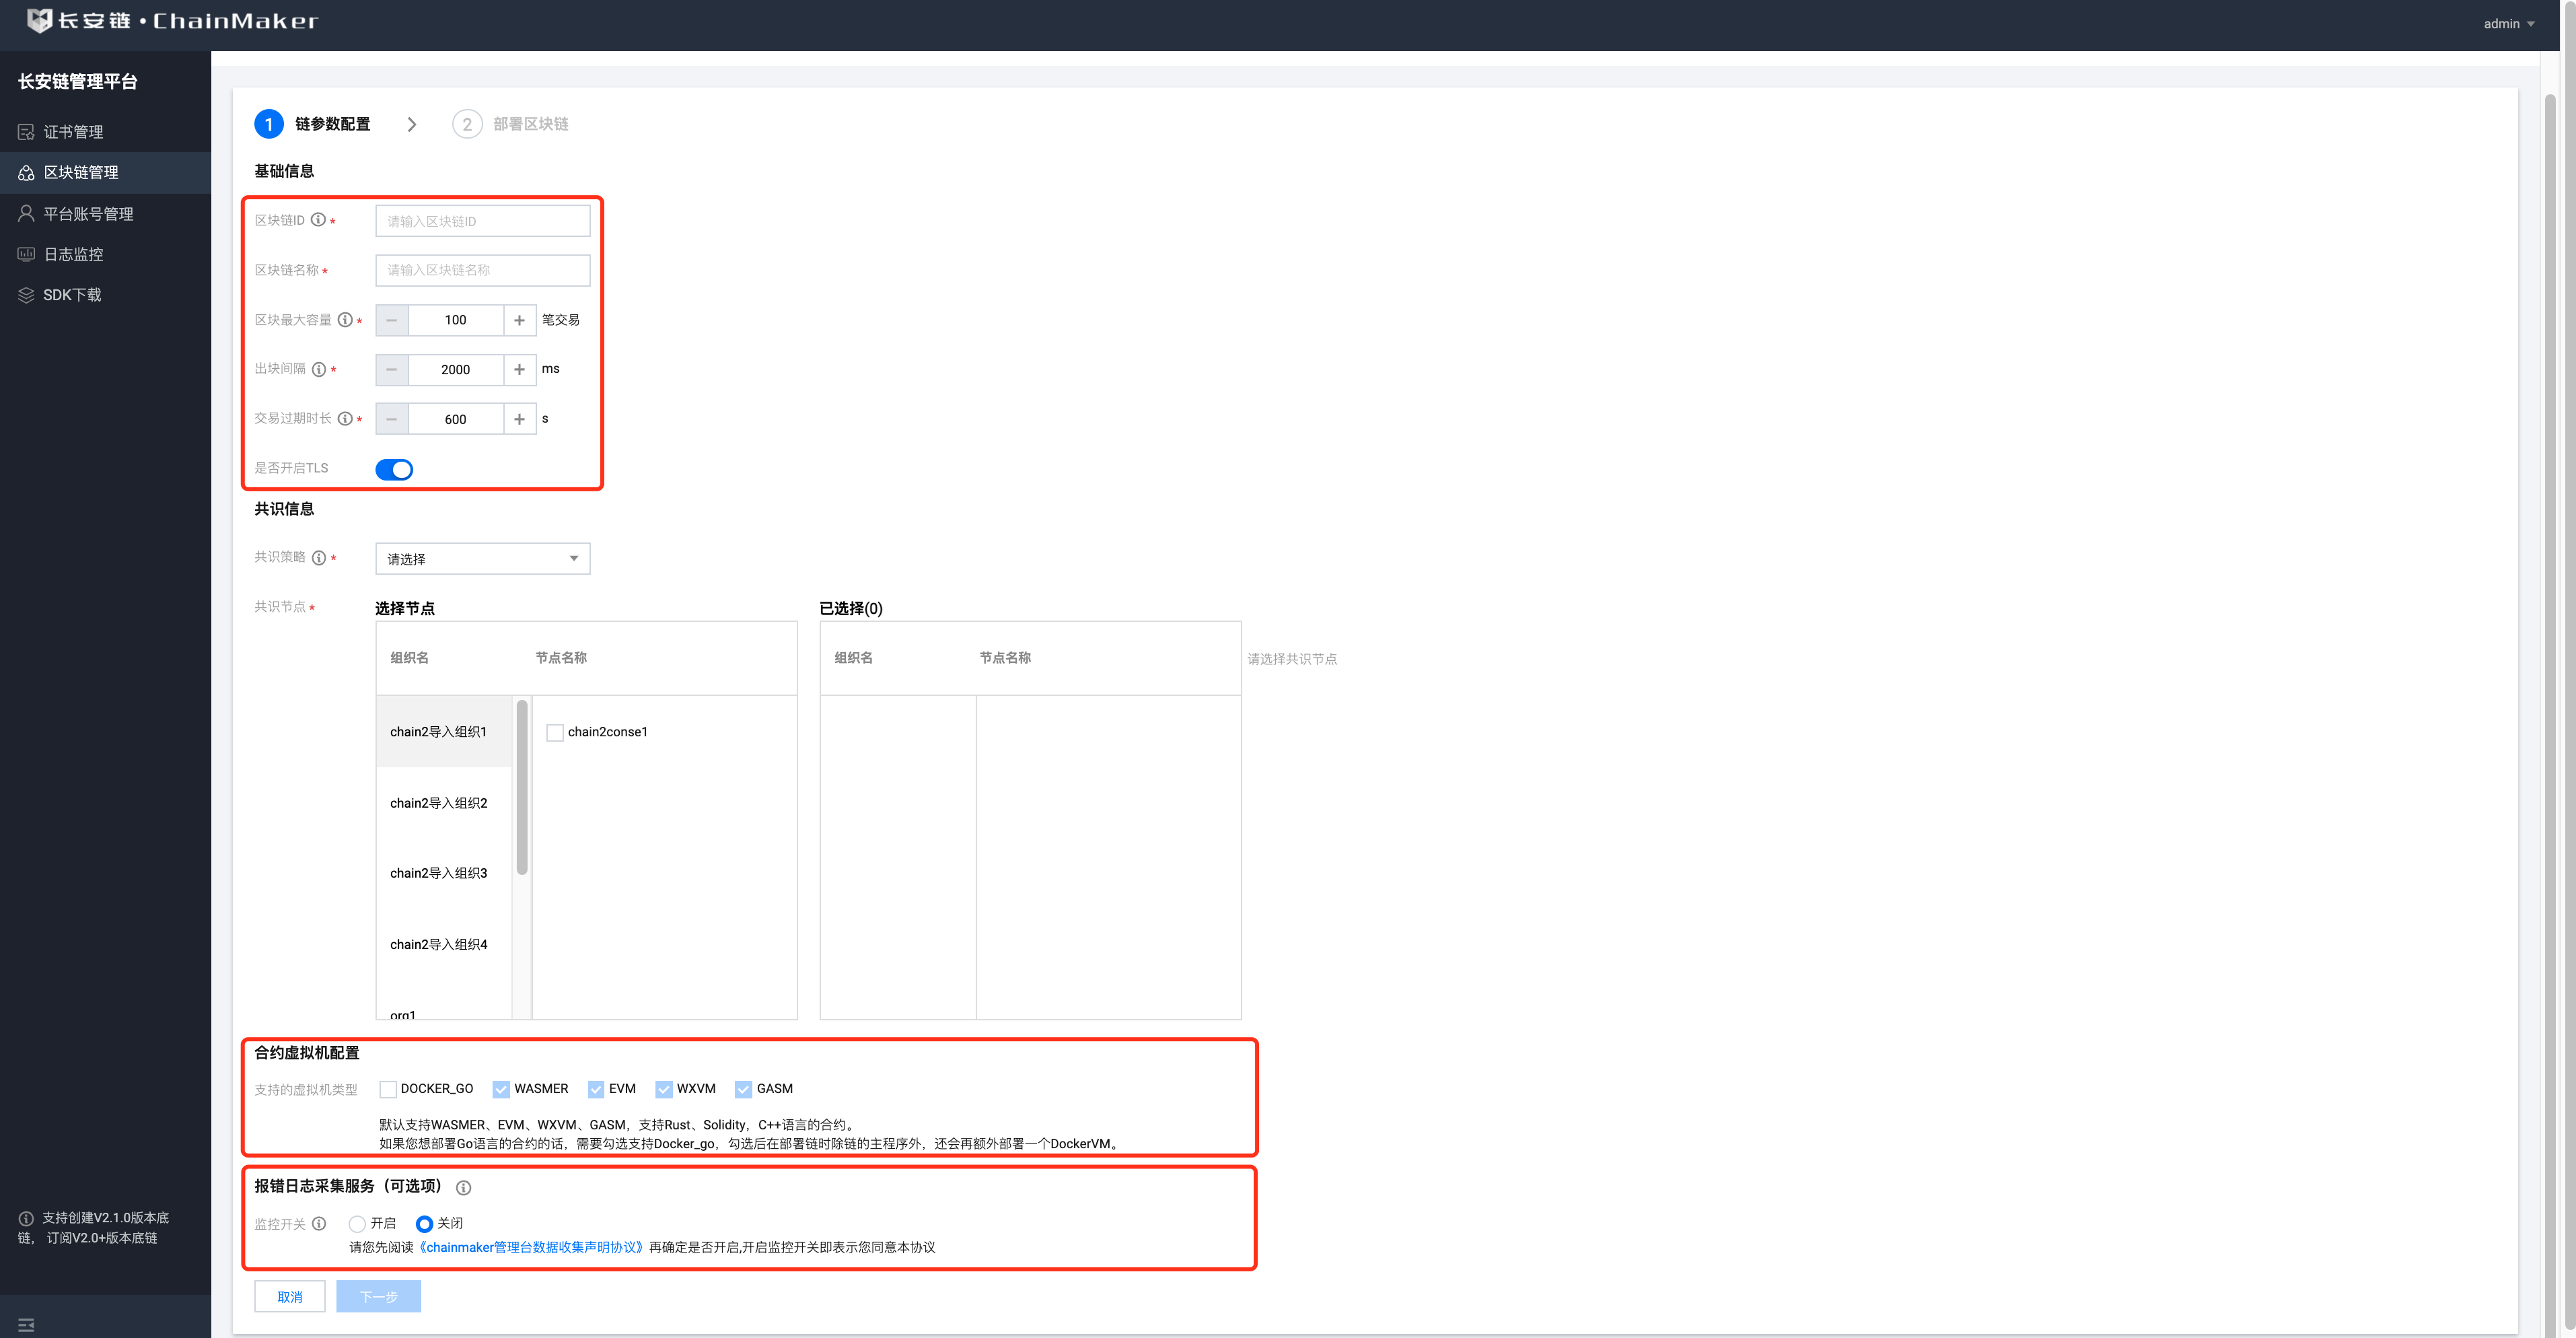 长安链·ChainMaker
admin
长安链管理平台
证书管理
区块链管理
平台账号管理
日志监控
SDK下载
支持创建V2.1.0版本底
链， 订阅V2.0+版本底链
1 链参数配置
2 部署区块链
基础信息
区块链ID * 请输入区块链ID
区块链名称 * 请输入区块链名称
区块最大容量 * − 100 + 笔交易
出块间隔 * − 2000 + ms
交易过期时长 * − 600 + s
是否开启TLS
共识信息
共识策略 * 请选择
共识节点 * 选择节点 已选择(0)
组织名 节点名称 组织名 节点名称 请选择共识节点
chain2导入组织1 chain2conse1
chain2导入组织2
chain2导入组织3
chain2导入组织4
org1
合约虚拟机配置
支持的虚拟机类型 DOCKER_GO WASMER EVM WXVM GASM
默认支持WASMER、EVM、WXVM、GASM，支持Rust、Solidity，C++语言的合约。
如果您想部署Go语言的合约的话，需要勾选支持Docker_go，勾选后在部署链时除链的主程序外，还会再额外部署一个DockerVM。
报错日志采集服务（可选项）
监控开关 开启 关闭
请您先阅读《chainmaker管理台数据收集声明协议》再确定是否开启,开启监控开关即表示您同意本协议
取消 下一步